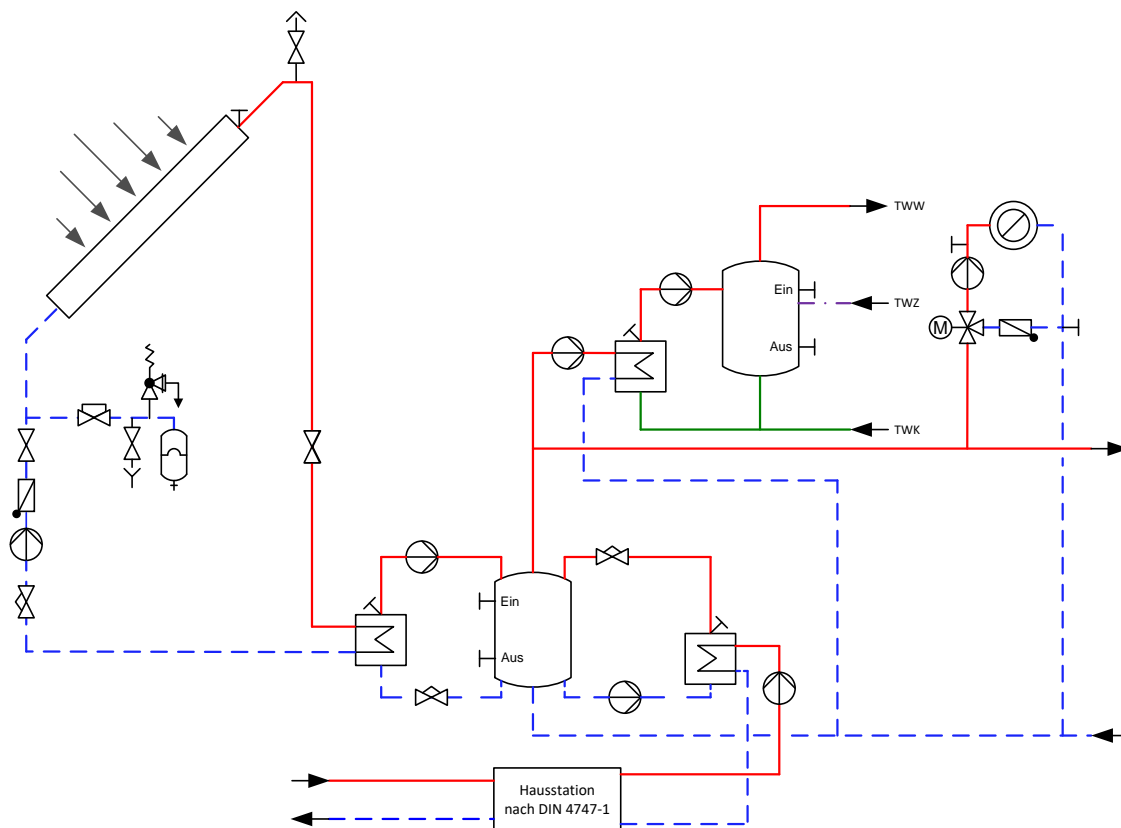 TWW
Ein
TWZ
M
Aus
TWK
Ein
Aus
Hausstation
nach DIN 4747-1